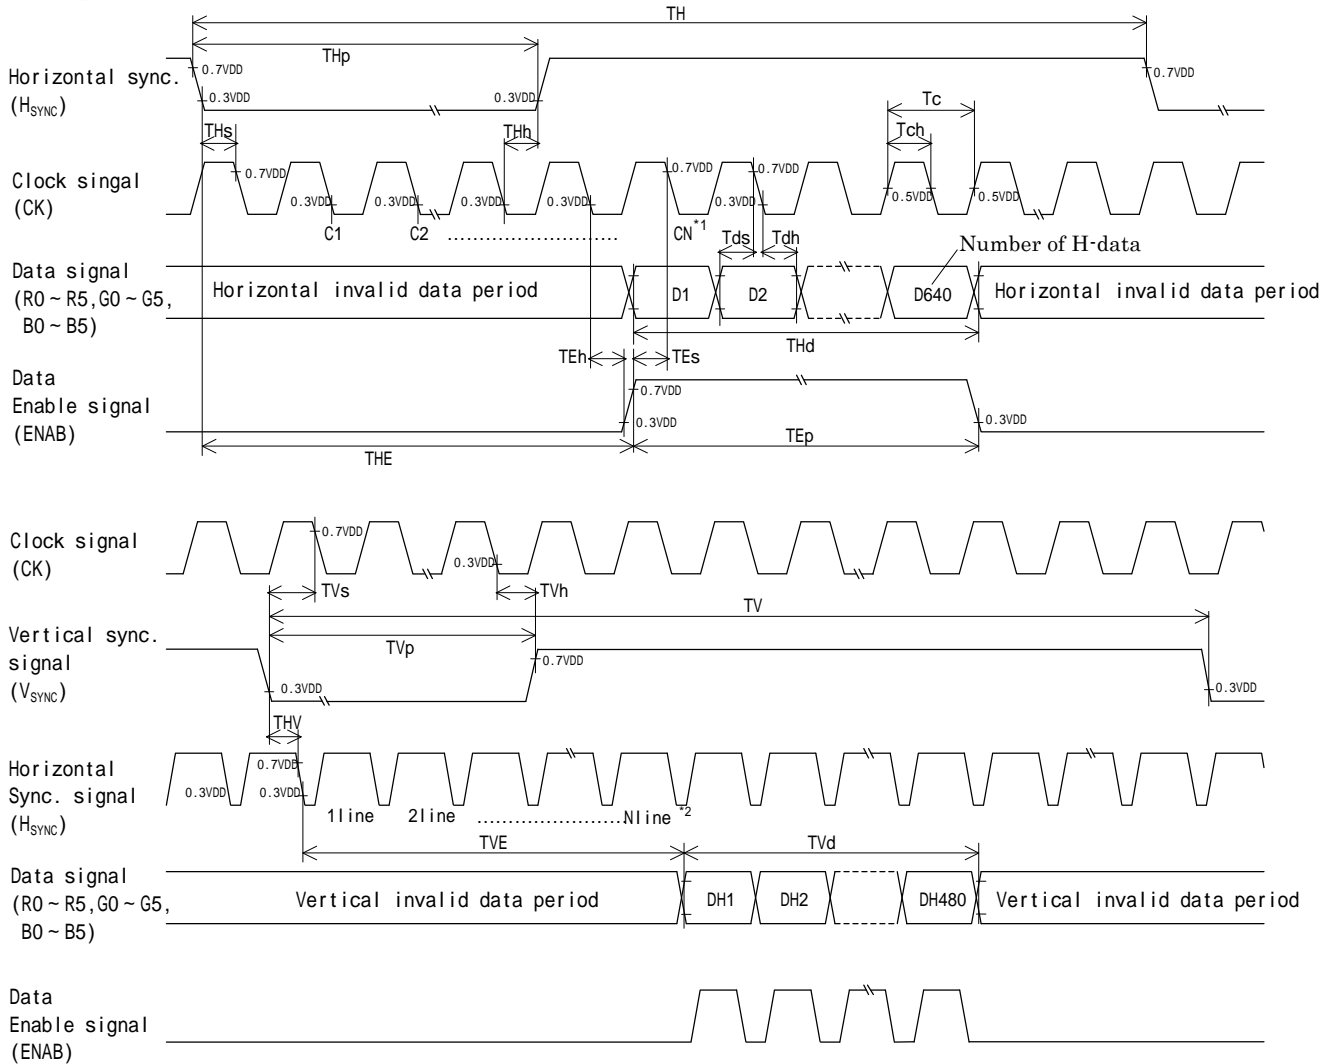 TH
THp
Horizontal sync.
(HSYNC)
0.7VDD
0.3VDD
0.3VDD
0.7VDD
Tc
THs
THh
Tch
Clock singal
(CK)
0.7VDD
0.3VDD
0.3VDD
0.3VDD
0.3VDD
0.7VDD
0.3VDD
0.7VDD
0.5VDD
0.5VDD
C1
C2
....................
CN*1
Tds
Tdh
Number of H-data
Data signal
(R0~R5,G0~G5,
B0~B5)
Horizontal invalid data period
D1
D2
D640
Horizontal invalid data period
THd
TEh
TEs
Data
Enable signal
(ENAB)
0.7VDD
0.3VDD
0.3VDD
THE
TEp
Clock signal
(CK)
0.7VDD
0.3VDD
TVs
TVh
TV
Vertical sync.
signal
(VSYNC)
TVp
0.3VDD
0.7VDD
0.3VDD
THV
Horizontal
Sync. signal
(HSYNC)
0.3VDD
0.7VDD
0.3VDD
1line
2line
....................
Nline*2
TVE
TVd
Data signal
(R0~R5,G0~G5,
B0~B5)
Vertical invalid data period
DH1
DH2
DH480
Vertical invalid data period
Data
Enable signal
(ENAB)